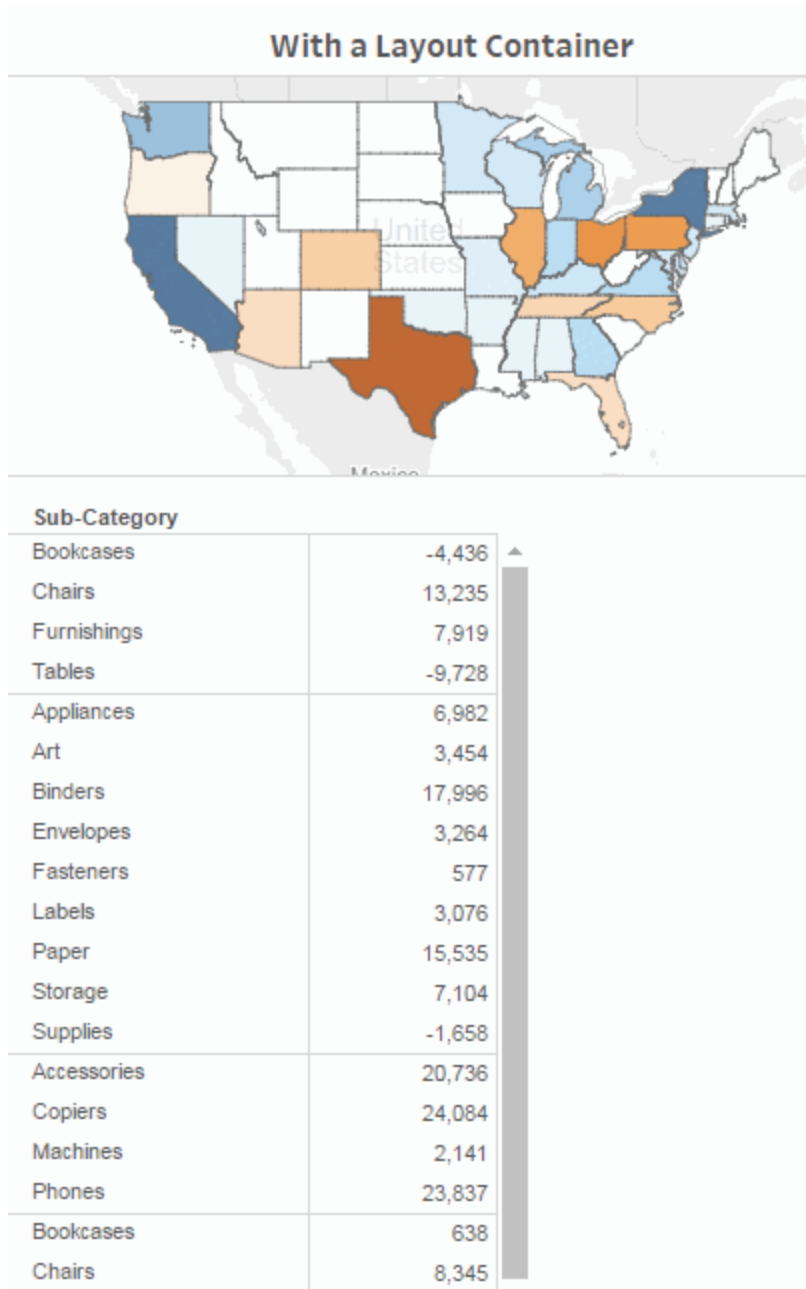 With a Layout Container
United
States
Mexico
Sub-Category
Bookcases -4,436
Chairs 13,235
Furnishings 7,919
Tables -9,728
Appliances 6,982
Art 3,454
Binders 17,996
Envelopes 3,264
Fasteners 577
Labels 3,076
Paper 15,535
Storage 7,104
Supplies -1,658
Accessories 20,736
Copiers 24,084
Machines 2,141
Phones 23,837
Bookcases 638
Chairs 8,345